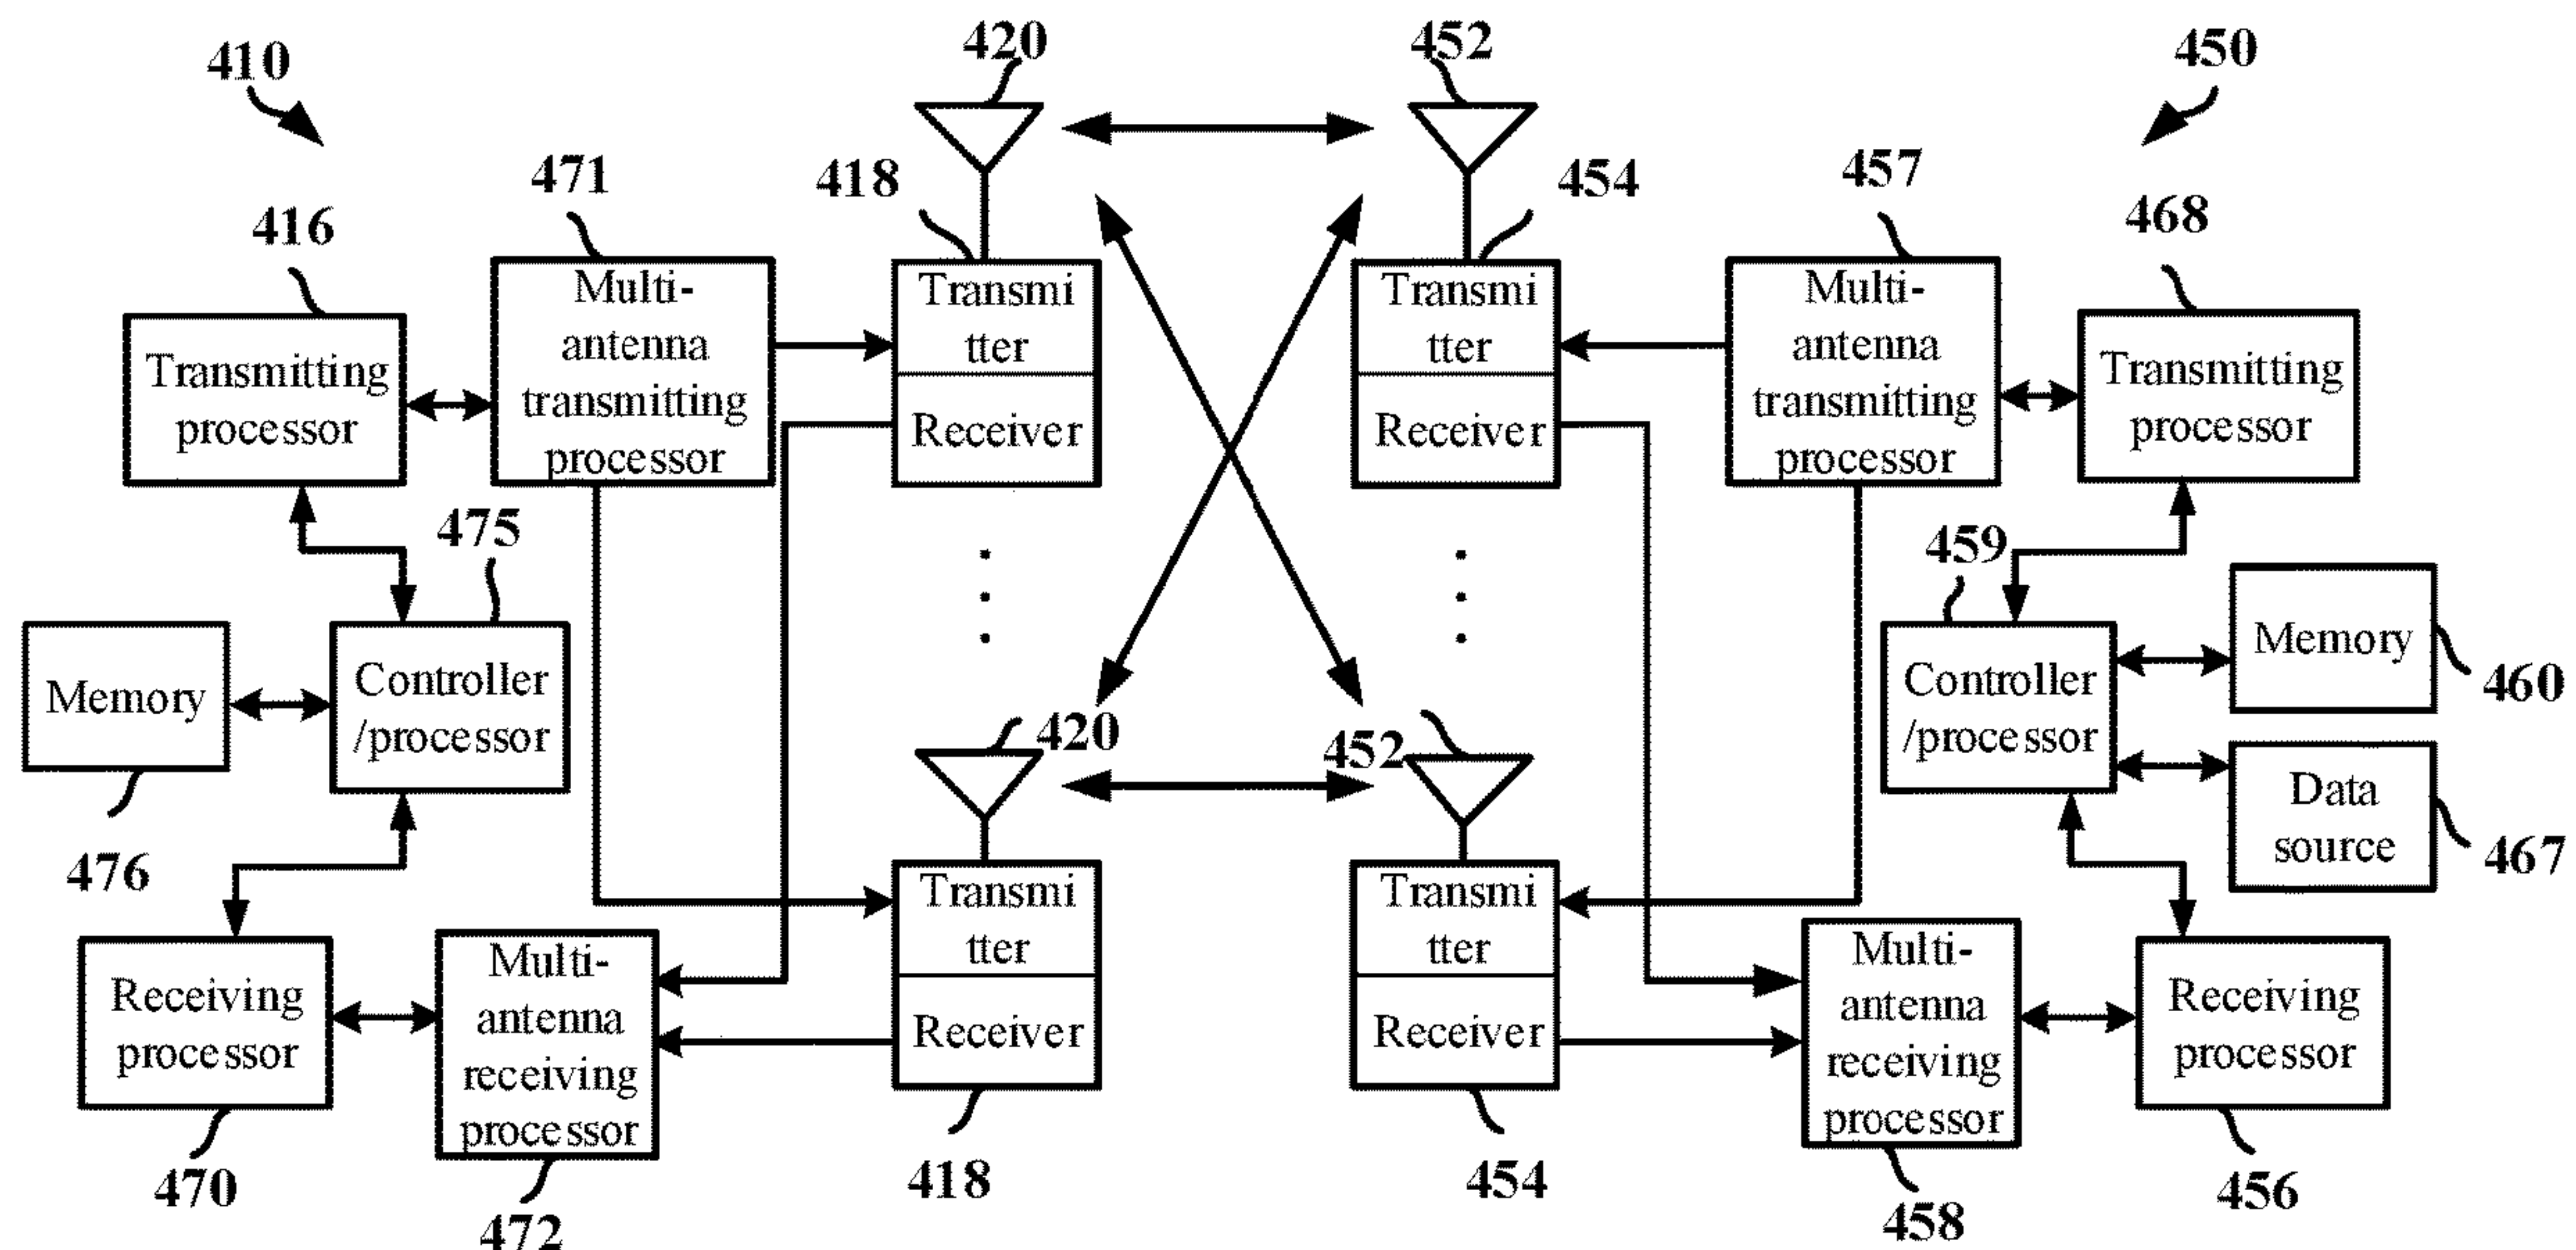 420
452
410
450
471
457
418
454
468
416
Multi-
antenna
transmitting
processor
Transmi
tter
Receiver
Transmi
tter
Receiver
Multi-
antenna
transmitting
processor
Transmitting
processor
Transmitting
processor
475
459
Memory
Controller
/processor
Controller
/processor
Memory
460
420
452
Data
source
467
476
Transmi
tter
Receiver
Transmi
tter
Receiver
Receiving
processor
Multi-
antenna
receiving
processor
Multi-
antenna
receiving
processor
Receiving
processor
470
472
418
454
458
456